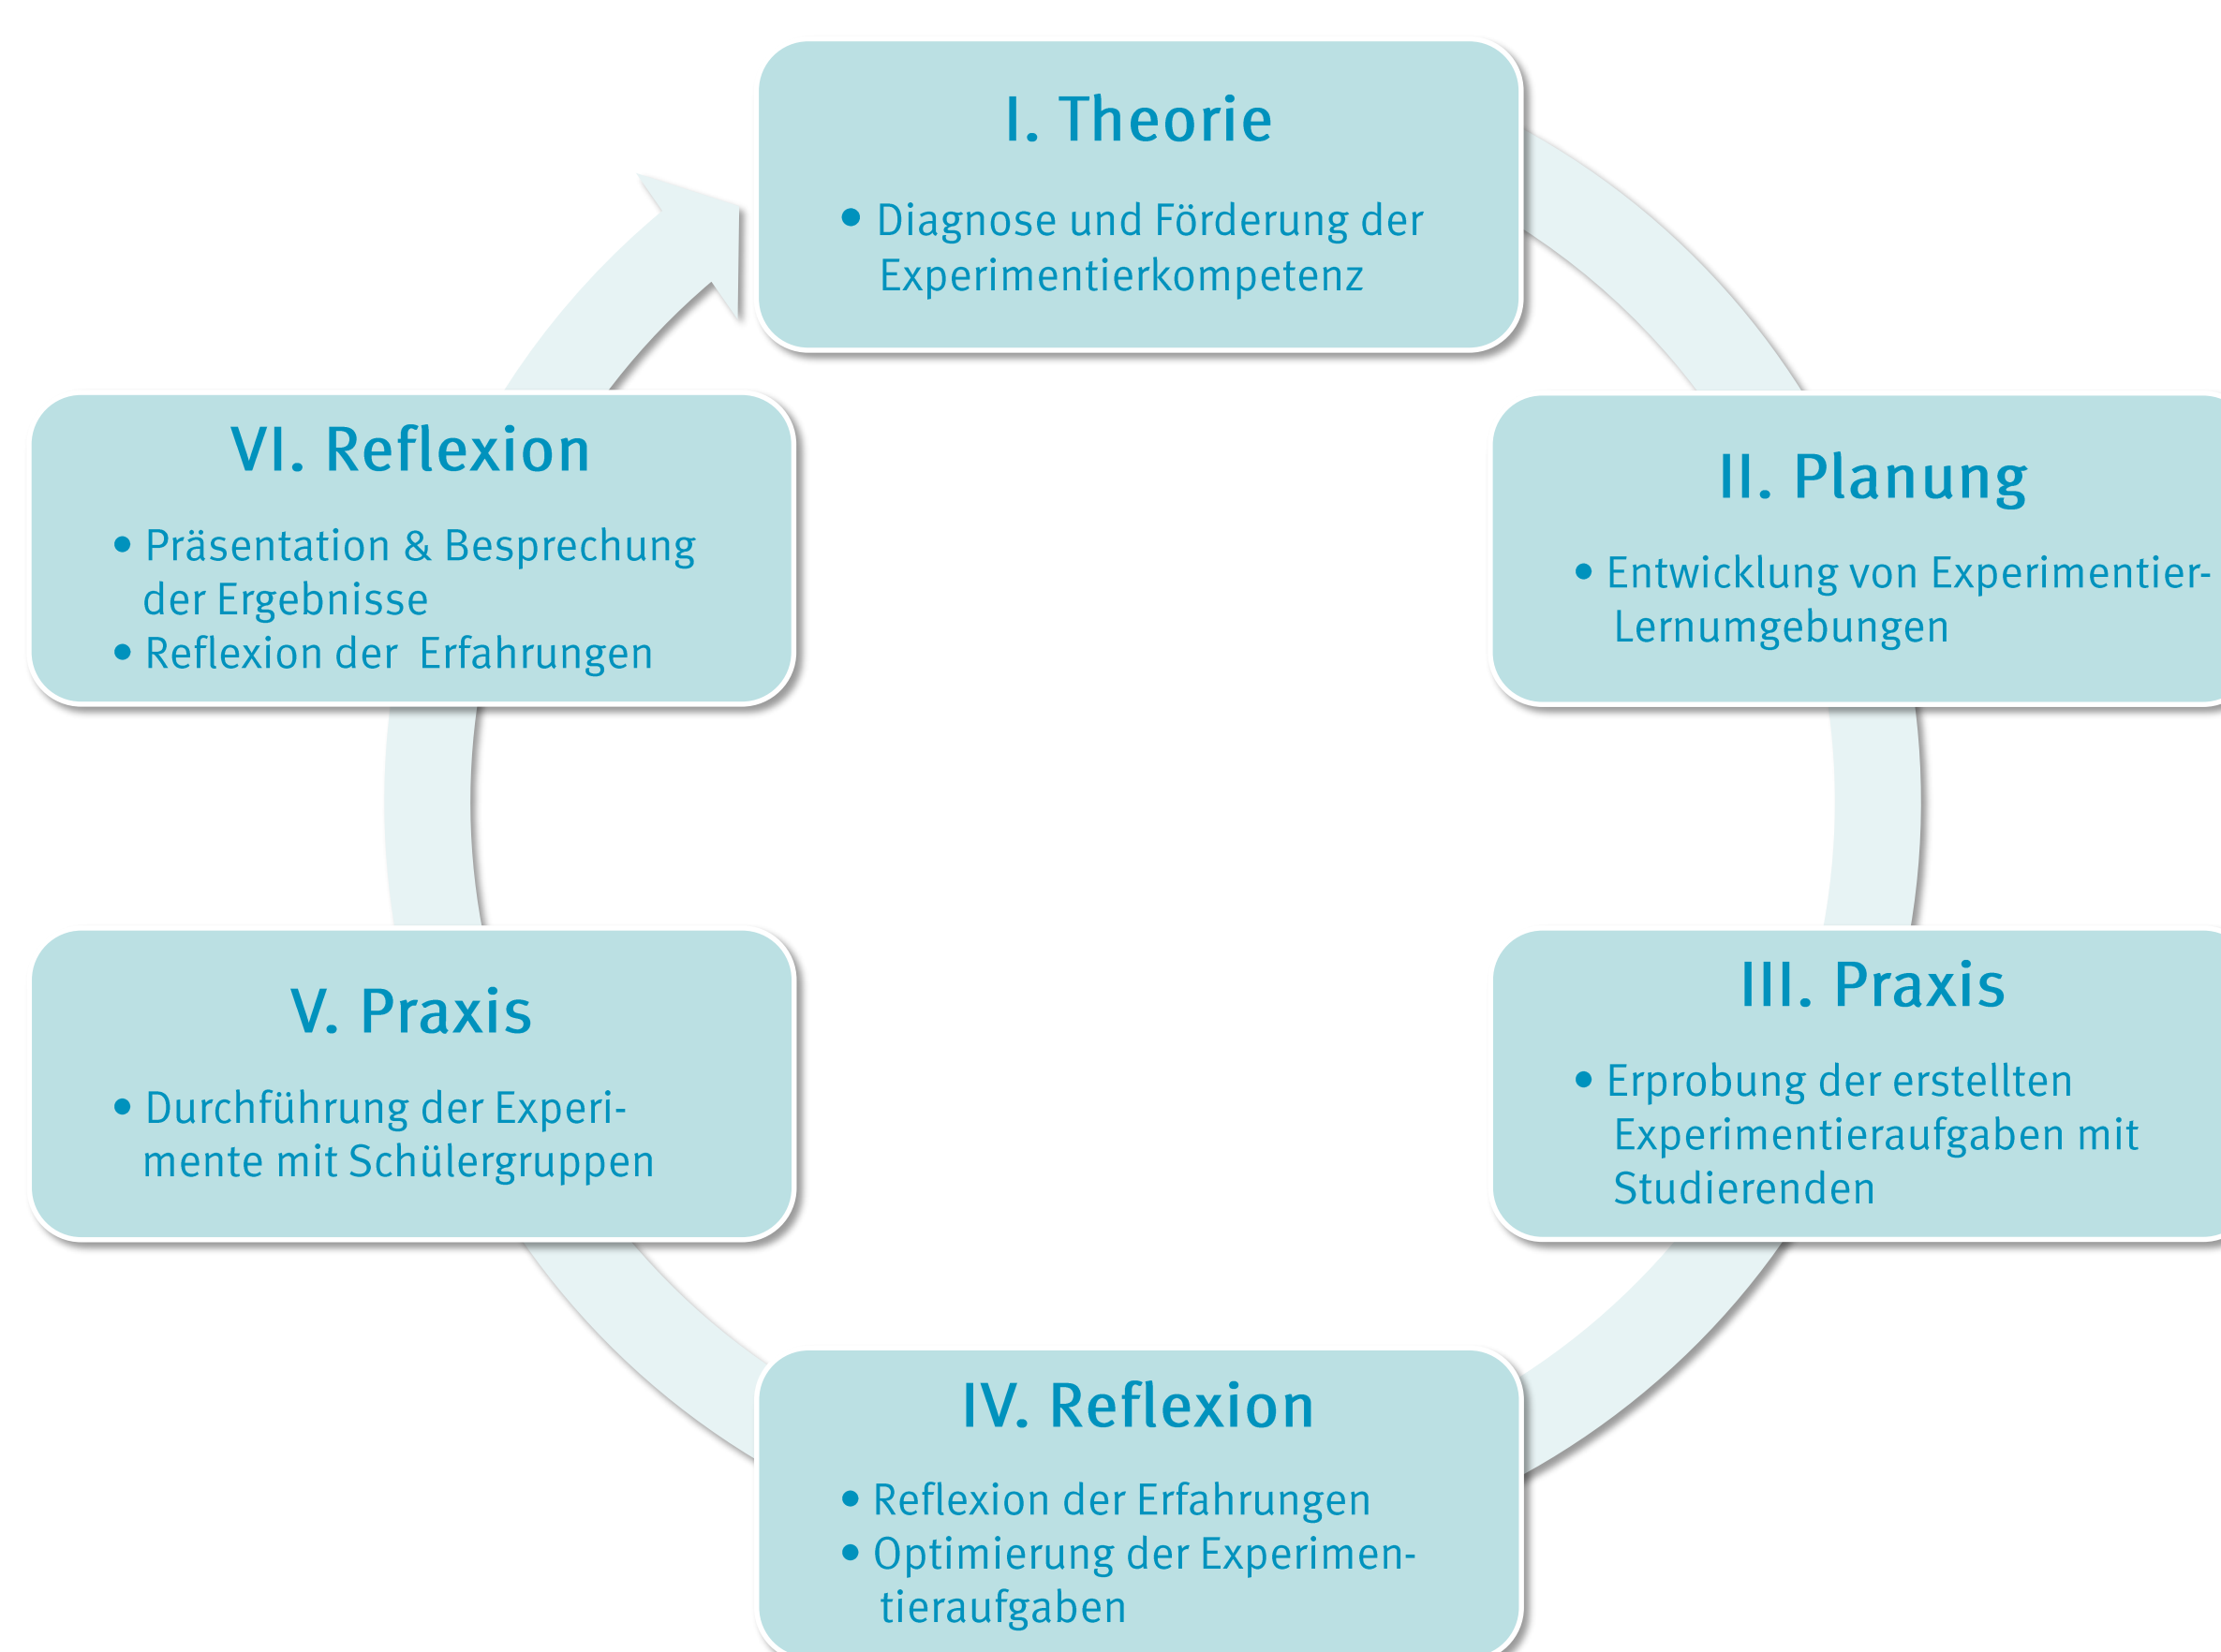 I. Theorie
• Diagnose und Förderung der
Experimentierkompetenz
II. Planung
• Entwicklung von Experimentier-
Lernumgebungen
III. Praxis
• Erprobung der erstellten
Experimentieraufgaben mit
Studierenden
IV. Reflexion
• Reflexion der Erfahrungen
• Optimierung der Experimen-
tieraufgaben
V. Praxis
• Durchführung der Experi-
mente mit Schülergruppen
VI. Reflexion
• Präsentation & Besprechung
der Ergebnisse
• Reflexion der Erfahrungen